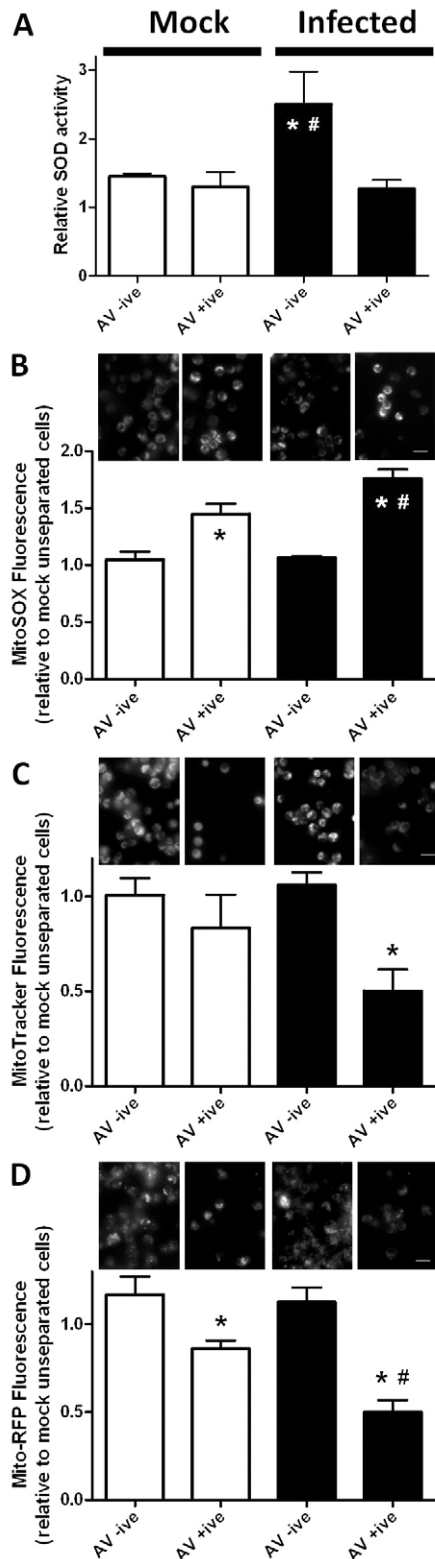 A
Mock Infected
Relative SOD activity
3
2
1
0
* #
AV -ive AV +ive AV -ive AV +ive
B
MitoSOX Fluorescence
(relative to mock unseparated cells)
2.0
1.5
1.0
0.5
0.0
* * #
AV -ive AV +ive AV -ive AV +ive
C
MitoTracker Fluorescence
(relative to mock unseparated cells)
1.0
0.5
0.0
*
AV -ive AV +ive AV -ive AV +ive
D
Mito-RFP Fluorescence
(relative to mock unseparated cells)
1.0
0.5
0.0
* * #
AV -ive AV +ive AV -ive AV +ive